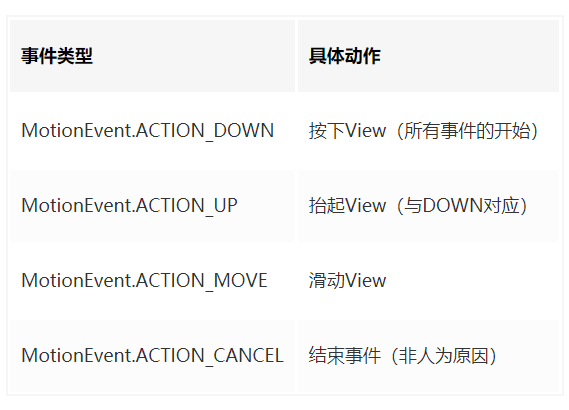 事件类型 具体动作
MotionEvent.ACTION_DOWN 按下View（所有事件的开始）
MotionEvent.ACTION_UP 抬起View（与DOWN对应）
MotionEvent.ACTION_MOVE 滑动View
MotionEvent.ACTION_CANCEL 结束事件（非人为原因）